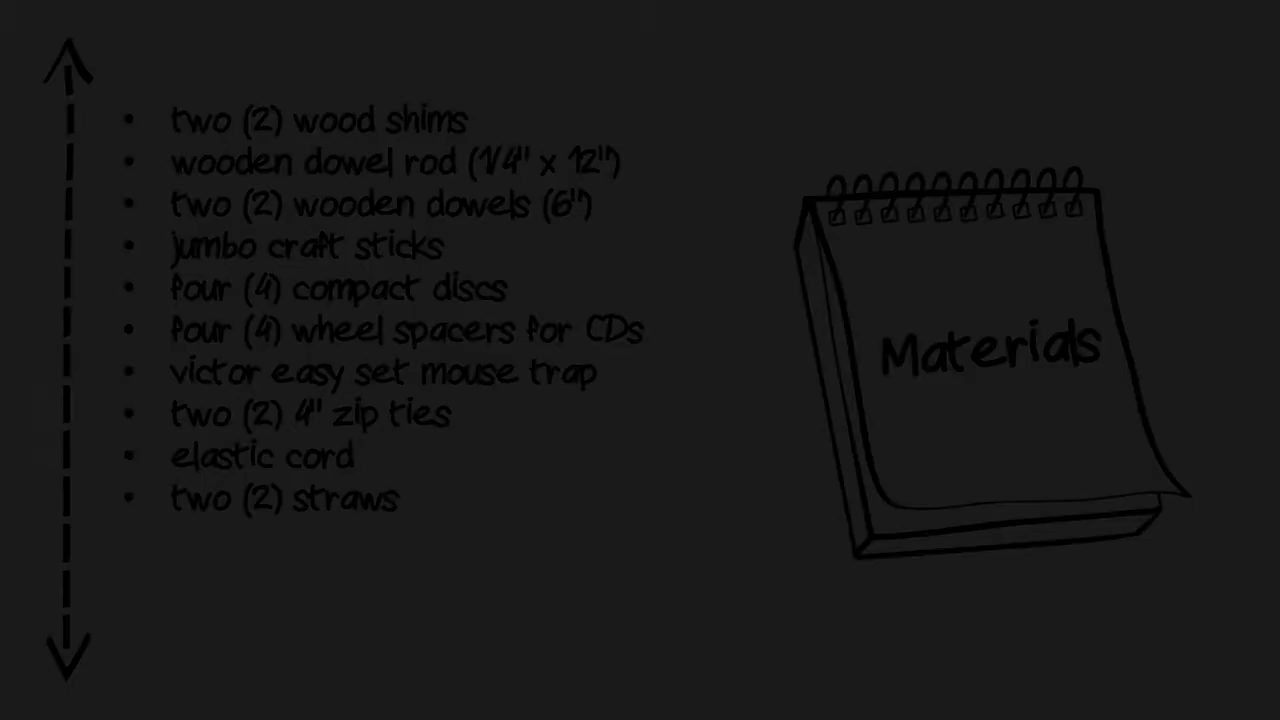 • two (2) wood shims
• wooden dowel rod (1/4" x 12")
• two (2) wooden dowels (6")
• jumbo craft sticks
• four (4) compact discs
• four (4) wheel spacers for CDs
• victor easy set mouse trap
• two (2) 4" zip ties
• elastic cord
• two (2) straws
Materials